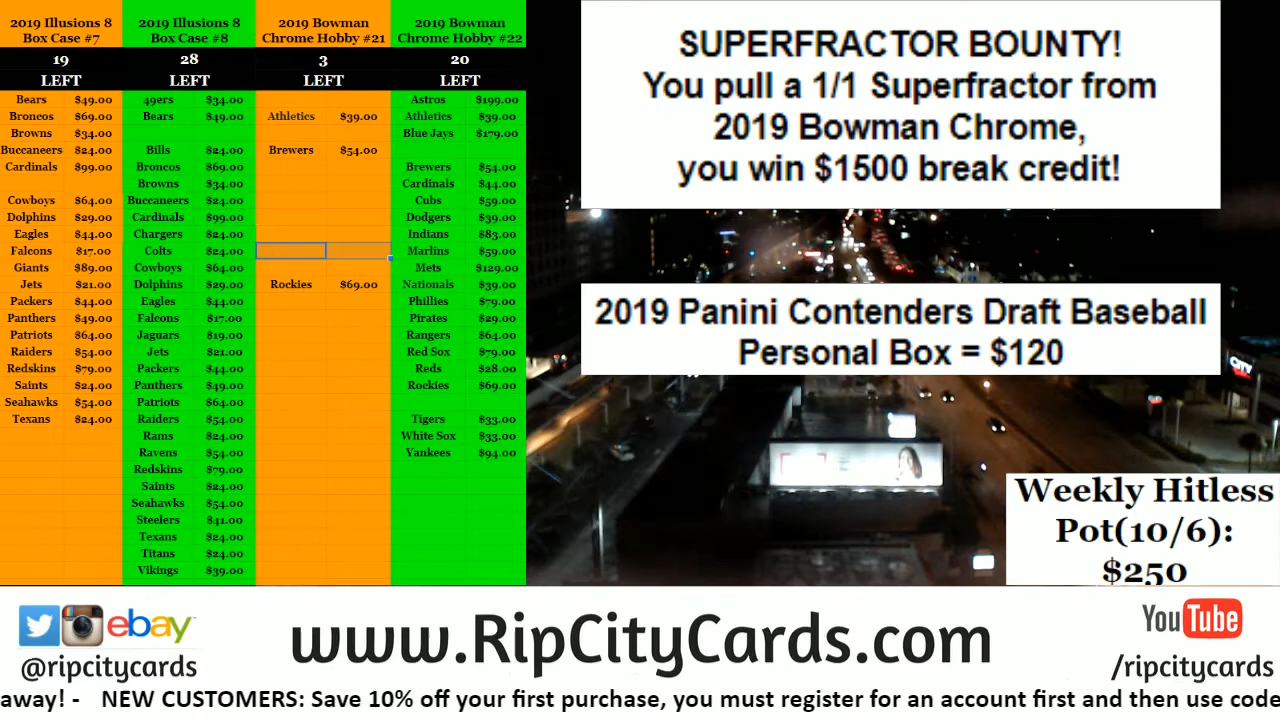 2019 Illusions 8
Box Case #7
19
LEFT
Bears $49.00
Broncos $69.00
Browns $34.00
Buccaneers $24.00
Cardinals $99.00
Cowboys $64.00
Dolphins $29.00
Eagles $44.00
Falcons $17.00
Giants $89.00
Jets $21.00
Packers $44.00
Panthers $49.00
Patriots $64.00
Raiders $54.00
Redskins $79.00
Saints $24.00
Seahawks $54.00
Texans $24.00
2019 Illusions 8
Box Case #8
28
LEFT
49ers $34.00
Bears $49.00
Bills $24.00
Broncos $69.00
Browns $34.00
Buccaneers $24.00
Cardinals $99.00
Chargers $24.00
Colts $24.00
Cowboys $64.00
Dolphins $29.00
Eagles $44.00
Falcons $17.00
Jaguars $19.00
Jets $21.00
Packers $44.00
Panthers $49.00
Patriots $64.00
Raiders $54.00
Rams $24.00
Ravens $54.00
Redskins $79.00
Saints $24.00
Seahawks $54.00
Steelers $41.00
Texans $24.00
Titans $24.00
Vikings $39.00
2019 Bowman
Chrome Hobby #21
3
LEFT
Athletics $39.00
Brewers $54.00
Rockies $69.00
2019 Bowman
Chrome Hobby #22
20
LEFT
Astros $199.00
Athletics $39.00
Blue Jays $179.00
Brewers $54.00
Cardinals $44.00
Cubs $59.00
Dodgers $39.00
Indians $83.00
Marlins $59.00
Mets $129.00
Nationals $39.00
Phillies $79.00
Pirates $29.00
Rangers $64.00
Red Sox $79.00
Reds $28.00
Rockies $69.00
Tigers $33.00
White Sox $33.00
Yankees $94.00
SUPERFRACTOR BOUNTY!
You pull a 1/1 Superfractor from
2019 Bowman Chrome,
you win $1500 break credit!
2019 Panini Contenders Draft Baseball
Personal Box = $120
CITY
Weekly Hitless
Pot(10/6):
$250
ebay
@ripcitycards
www.RipCityCards.com
YouTube
/ripcitycards
away! - NEW CUSTOMERS: Save 10% off your first purchase, you must register for an account first and then use code